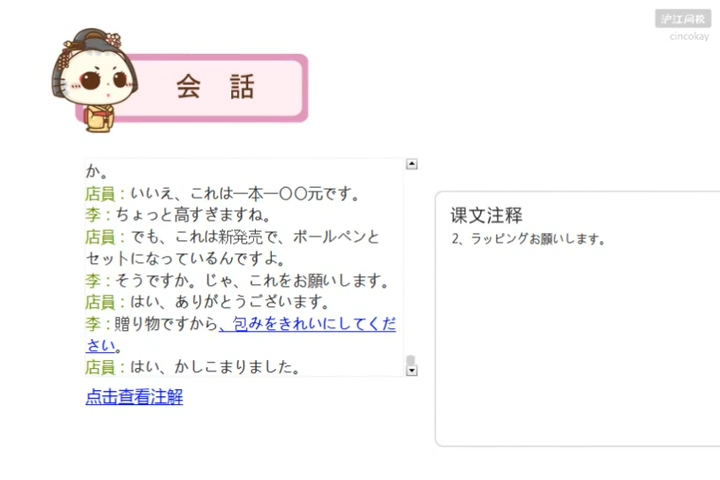 沪江网校
cincokay
会 話
か。
店員：いいえ、これは一本一〇〇元です。
李：ちょっと高すぎますね。
店員：でも、これは新発売で、ボールペンと
セットになっているんですよ。
李：そうですか。じゃ、これをお願いします。
店員：はい、ありがとうございます。
李：贈り物ですから、包みをきれいにしてくだ
さい。
店員：はい、かしこまりました。
点击查看注解
课文注释
2、ラッピングお願いします。